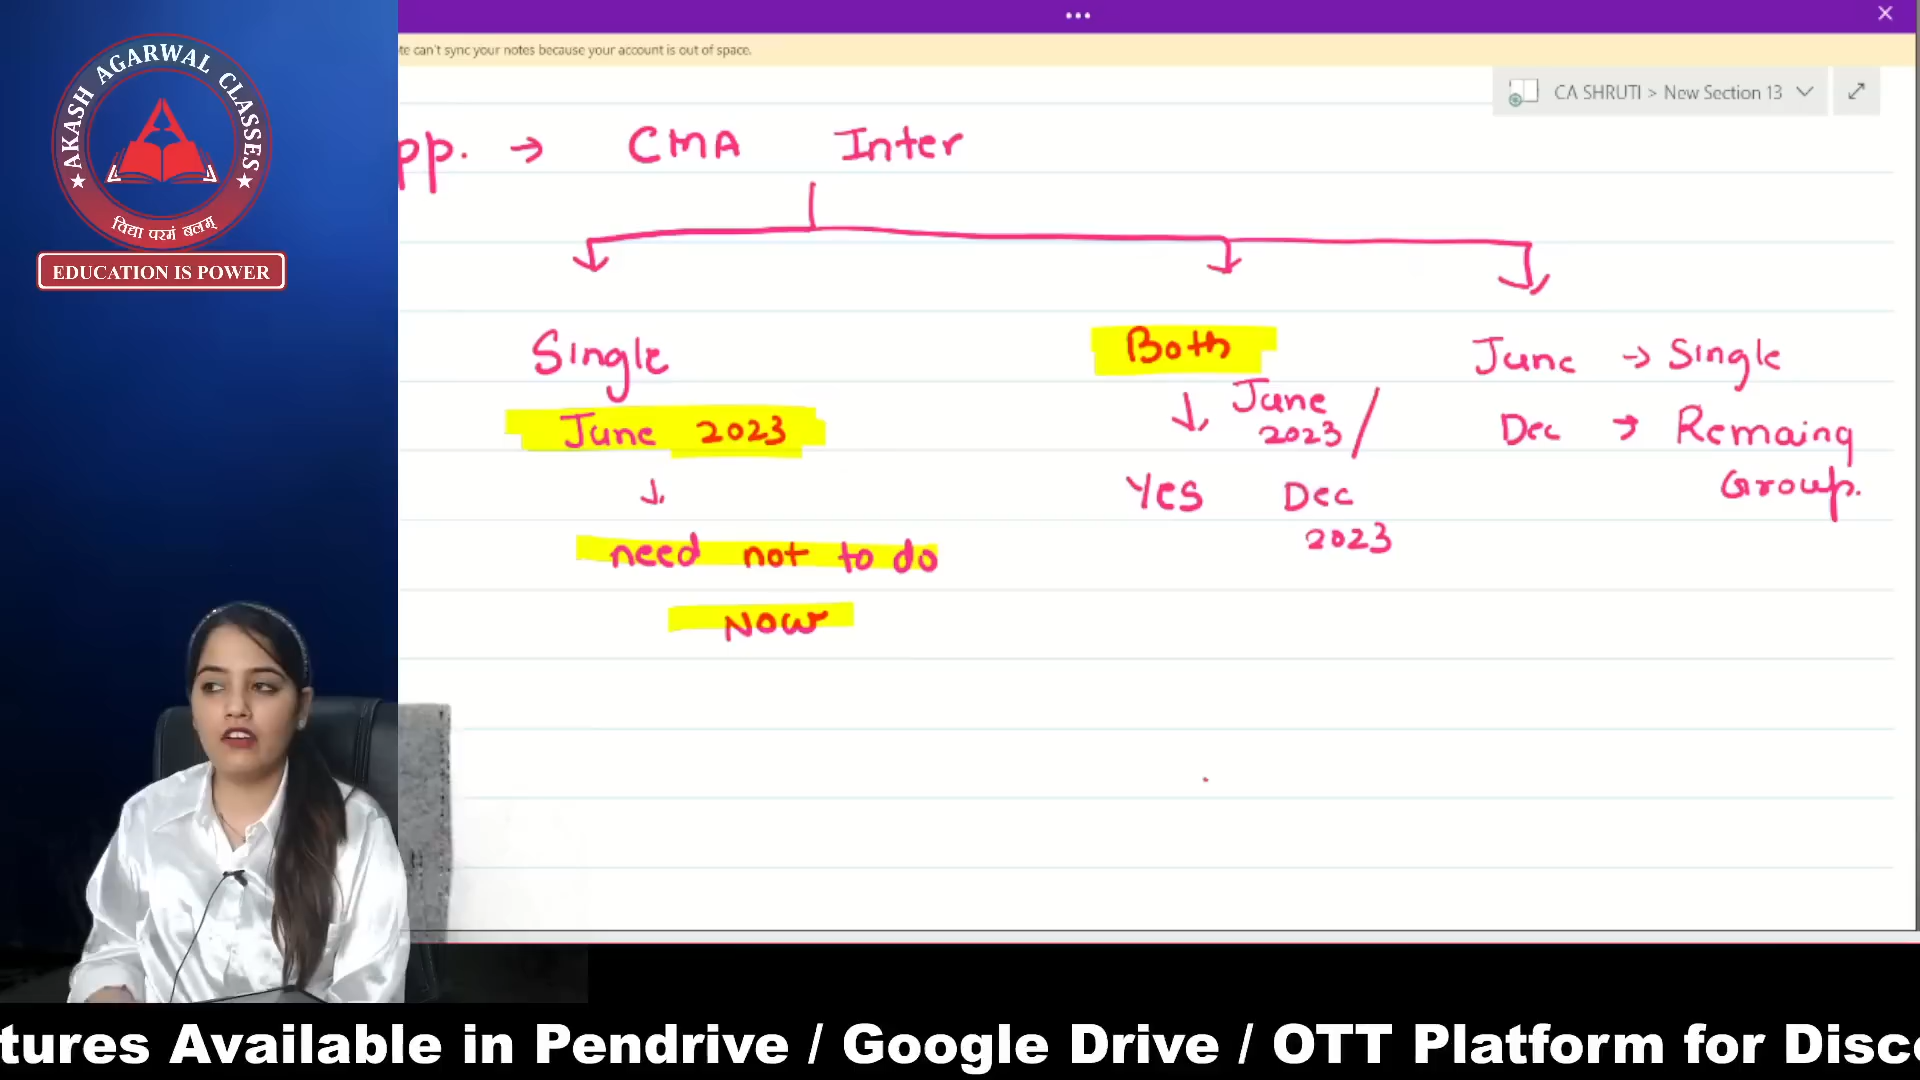 AKASH AGARWAL CLASSES
विद्या परमं बलम्
EDUCATION IS POWER
te can't sync your notes because your account is out of space.
CA SHRUTI > New Section 13
pp. → CMA Inter
Single
June 2023
need not to do
Now
Both
June 2023 /
Yes Dec 2023
June → Single
Dec → Remaing
Group.
tures Available in Pendrive / Google Drive / OTT Platform for Disc